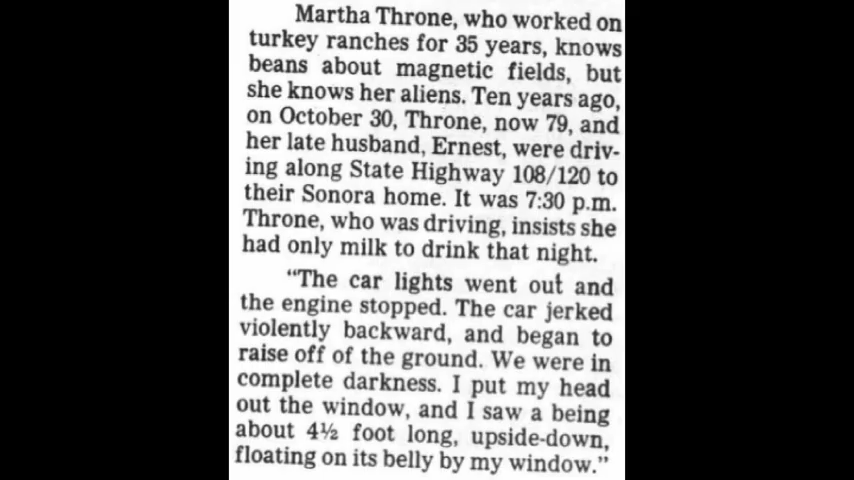 Martha Throne, who worked on
turkey ranches for 35 years, knows
beans about magnetic fields, but
she knows her aliens. Ten years ago,
on October 30, Throne, now 79, and
her late husband, Ernest, were driv-
ing along State Highway 108/120 to
their Sonora home. It was 7:30 p.m.
Throne, who was driving, insists she
had only milk to drink that night.
"The car lights went out and
the engine stopped. The car jerked
violently backward, and began to
raise off of the ground. We were in
complete darkness. I put my head
out the window, and I saw a being
about 4½ foot long, upside-down,
floating on its belly by my window."